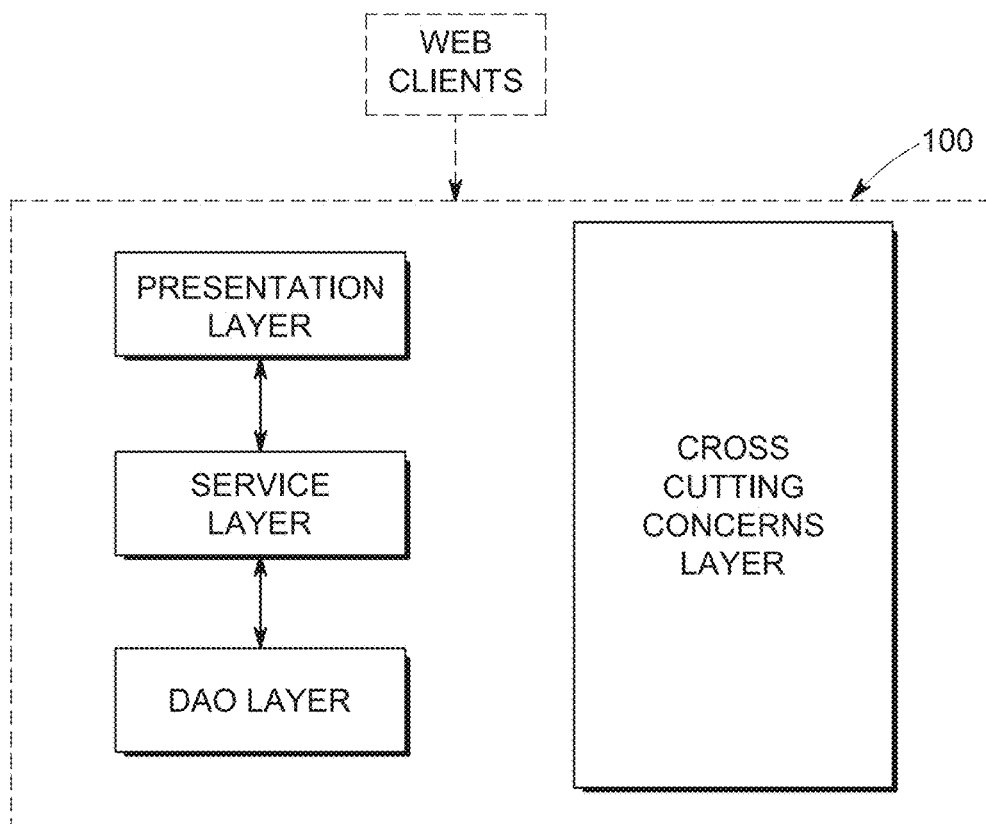 WEB
CLIENTS
100
PRESENTATION
LAYER
SERVICE
LAYER
DAO LAYER
CROSS
CUTTING
CONCERNS
LAYER